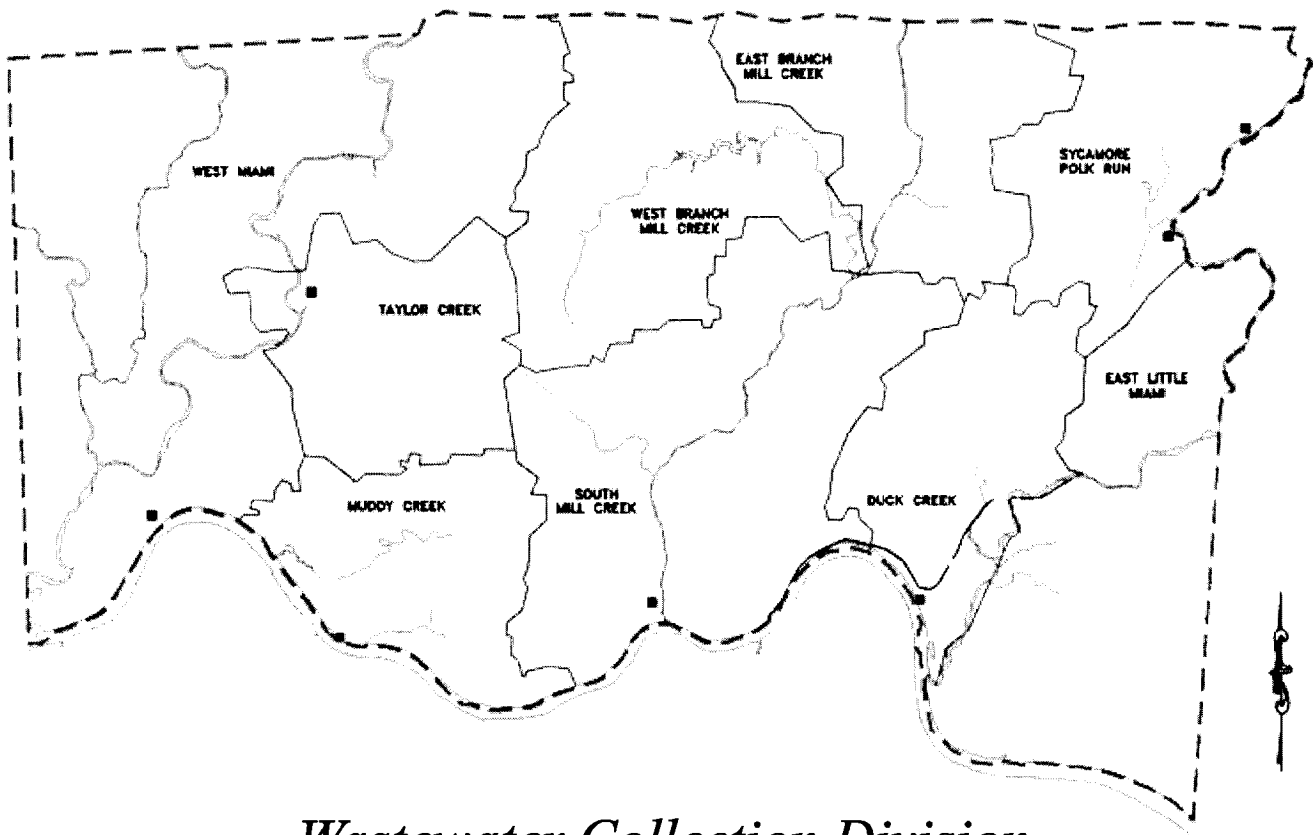 EAST BRANCH
MILL CREEK
WEST MIAMI
SYCAMORE
POLK RUN
WEST BRANCH
MILL CREEK
TAYLOR CREEK
EAST LITTLE
MIAMI
SOUTH
MILL CREEK
MUDDY CREEK
DUCK CREEK
Wastewater Collection Division